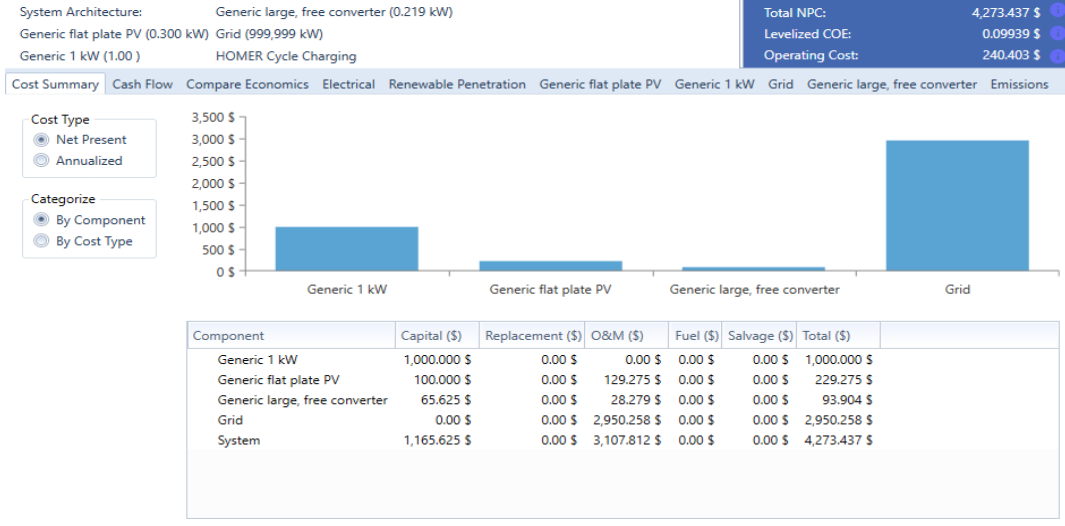 System Architecture: Generic large, free converter (0.219 kW)
Generic flat plate PV (0.300 kW) Grid (999,999 kW)
Generic 1 kW (1.00 ) HOMER Cycle Charging
Total NPC: 4,273.437 $
Levelized COE: 0.09939 $
Operating Cost: 240.403 $
Cost Summary Cash Flow Compare Economics Electrical Renewable Penetration Generic flat plate PV Generic 1 kW Grid Generic large, free converter Emissions
Cost Type
Net Present
Annualized
Categorize
By Component
By Cost Type
3,500 $
3,000 $
2,500 $
2,000 $
1,500 $
1,000 $
500 $
0 $
Generic 1 kW Generic flat plate PV Generic large, free converter Grid
Component Capital ($) Replacement ($) O&M ($) Fuel ($) Salvage ($) Total ($)
Generic 1 kW 1,000.000 $ 0.00 $ 0.00 $ 0.00 $ 0.00 $ 1,000.000 $
Generic flat plate PV 100.000 $ 0.00 $ 129.275 $ 0.00 $ 0.00 $ 229.275 $
Generic large, free converter 65.625 $ 0.00 $ 28.279 $ 0.00 $ 0.00 $ 93.904 $
Grid 0.00 $ 0.00 $ 2,950.258 $ 0.00 $ 0.00 $ 2,950.258 $
System 1,165.625 $ 0.00 $ 3,107.812 $ 0.00 $ 0.00 $ 4,273.437 $